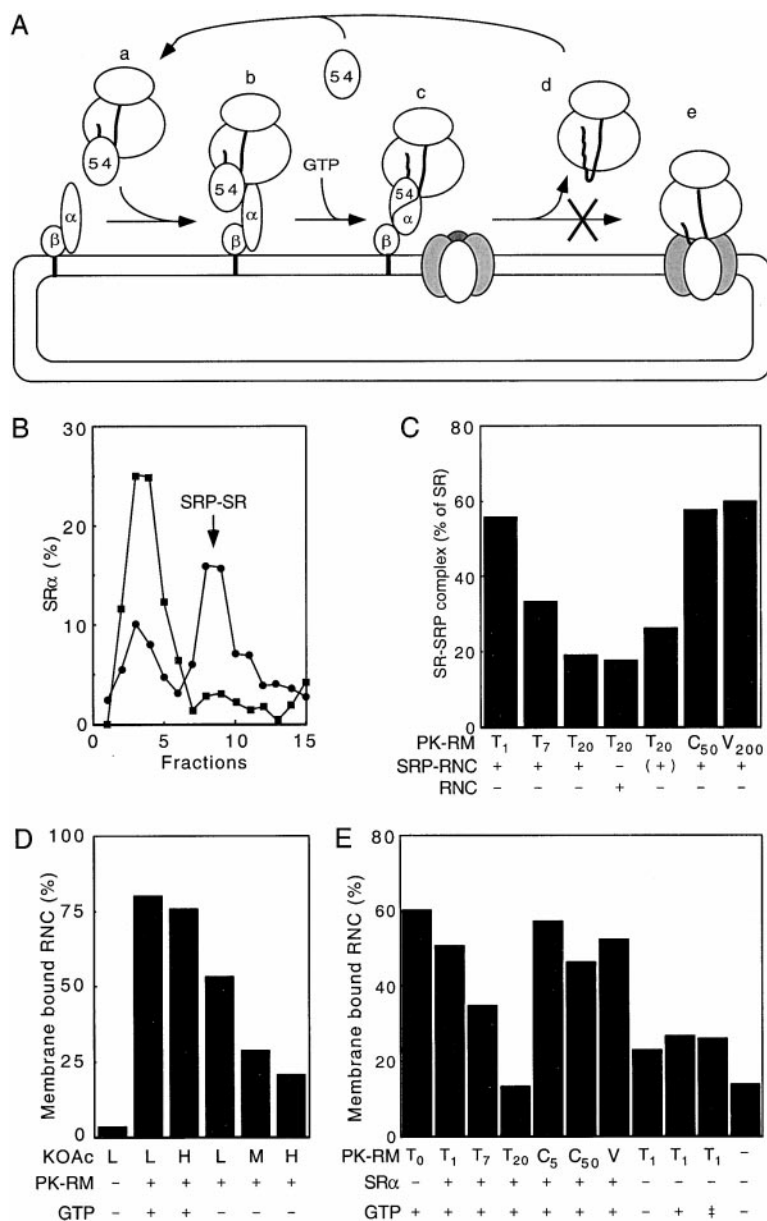 A
a
54
b
c
d
e
54
54
54
GTP
α
α
α
β
β
β
B
30
20
10
0
SRα (%)
SRP-SR
0 5 10 15
Fractions
C
80
60
40
20
0
SR-SRP complex (% of SR)
PK-RM T1 T7 T20 T20 T20 C50 V200
SRP-RNC + + + - (+) + +
RNC - - - + - - -
D
100
75
50
25
0
Membrane bound RNC (%)
KOAc L L H L M H
PK-RM - + + + + +
GTP - + + - - -
E
80
60
40
20
0
Membrane bound RNC (%)
PK-RM T0 T1 T7 T20 C5 C50 V T1 T1 T1 -
SRα - + + + + + + - - - -
GTP + + + + + + + - + ‡ -